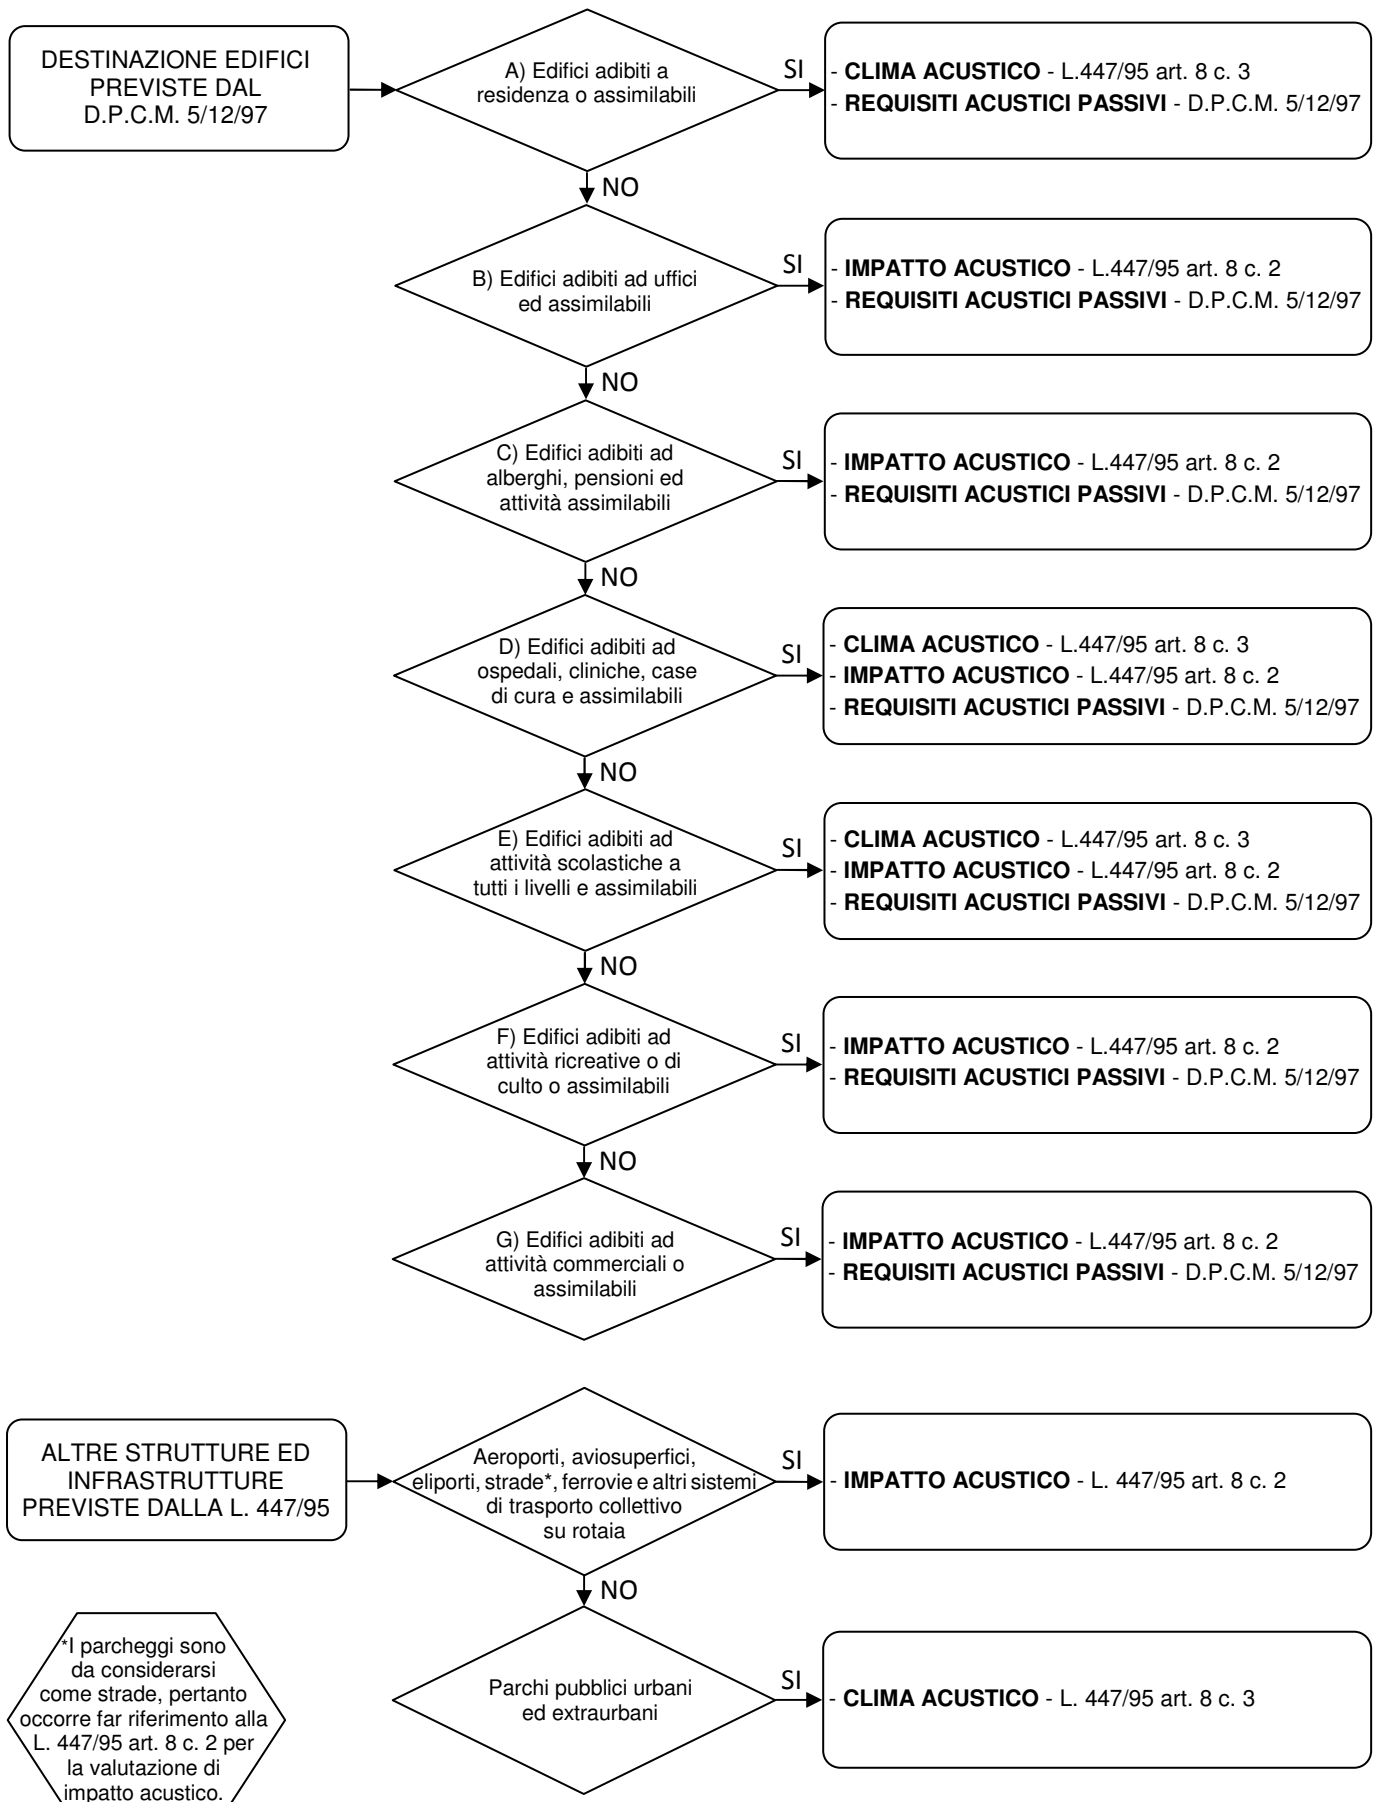 DESTINAZIONE EDIFICI
PREVISTE DAL
D.P.C.M. 5/12/97
A) Edifici adibiti a
residenza o assimilabili
SI
- CLIMA ACUSTICO - L.447/95 art. 8 c. 3
- REQUISITI ACUSTICI PASSIVI - D.P.C.M. 5/12/97
NO
B) Edifici adibiti ad uffici
ed assimilabili
SI
- IMPATTO ACUSTICO - L.447/95 art. 8 c. 2
- REQUISITI ACUSTICI PASSIVI - D.P.C.M. 5/12/97
NO
C) Edifici adibiti ad
alberghi, pensioni ed
attività assimilabili
SI
- IMPATTO ACUSTICO - L.447/95 art. 8 c. 2
- REQUISITI ACUSTICI PASSIVI - D.P.C.M. 5/12/97
NO
D) Edifici adibiti ad
ospedali, cliniche, case
di cura e assimilabili
SI
- CLIMA ACUSTICO - L.447/95 art. 8 c. 3
- IMPATTO ACUSTICO - L.447/95 art. 8 c. 2
- REQUISITI ACUSTICI PASSIVI - D.P.C.M. 5/12/97
NO
E) Edifici adibiti ad
attività scolastiche a
tutti i livelli e assimilabili
SI
- CLIMA ACUSTICO - L.447/95 art. 8 c. 3
- IMPATTO ACUSTICO - L.447/95 art. 8 c. 2
- REQUISITI ACUSTICI PASSIVI - D.P.C.M. 5/12/97
NO
F) Edifici adibiti ad
attività ricreative o di
culto o assimilabili
SI
- IMPATTO ACUSTICO - L.447/95 art. 8 c. 2
- REQUISITI ACUSTICI PASSIVI - D.P.C.M. 5/12/97
NO
G) Edifici adibiti ad
attività commerciali o
assimilabili
SI
- IMPATTO ACUSTICO - L.447/95 art. 8 c. 2
- REQUISITI ACUSTICI PASSIVI - D.P.C.M. 5/12/97
ALTRE STRUTTURE ED
INFRASTRUTTURE
PREVISTE DALLA L. 447/95
Aeroporti, aviosuperfici,
eliporti, strade*, ferrovie e altri sistemi
di trasporto collettivo
su rotaia
SI
- IMPATTO ACUSTICO - L. 447/95 art. 8 c. 2
NO
Parchi pubblici urbani
ed extraurbani
SI
- CLIMA ACUSTICO - L. 447/95 art. 8 c. 3
*I parcheggi sono
da considerarsi
come strade, pertanto
occorre far riferimento alla
L. 447/95 art. 8 c. 2 per
la valutazione di
impatto acustico.